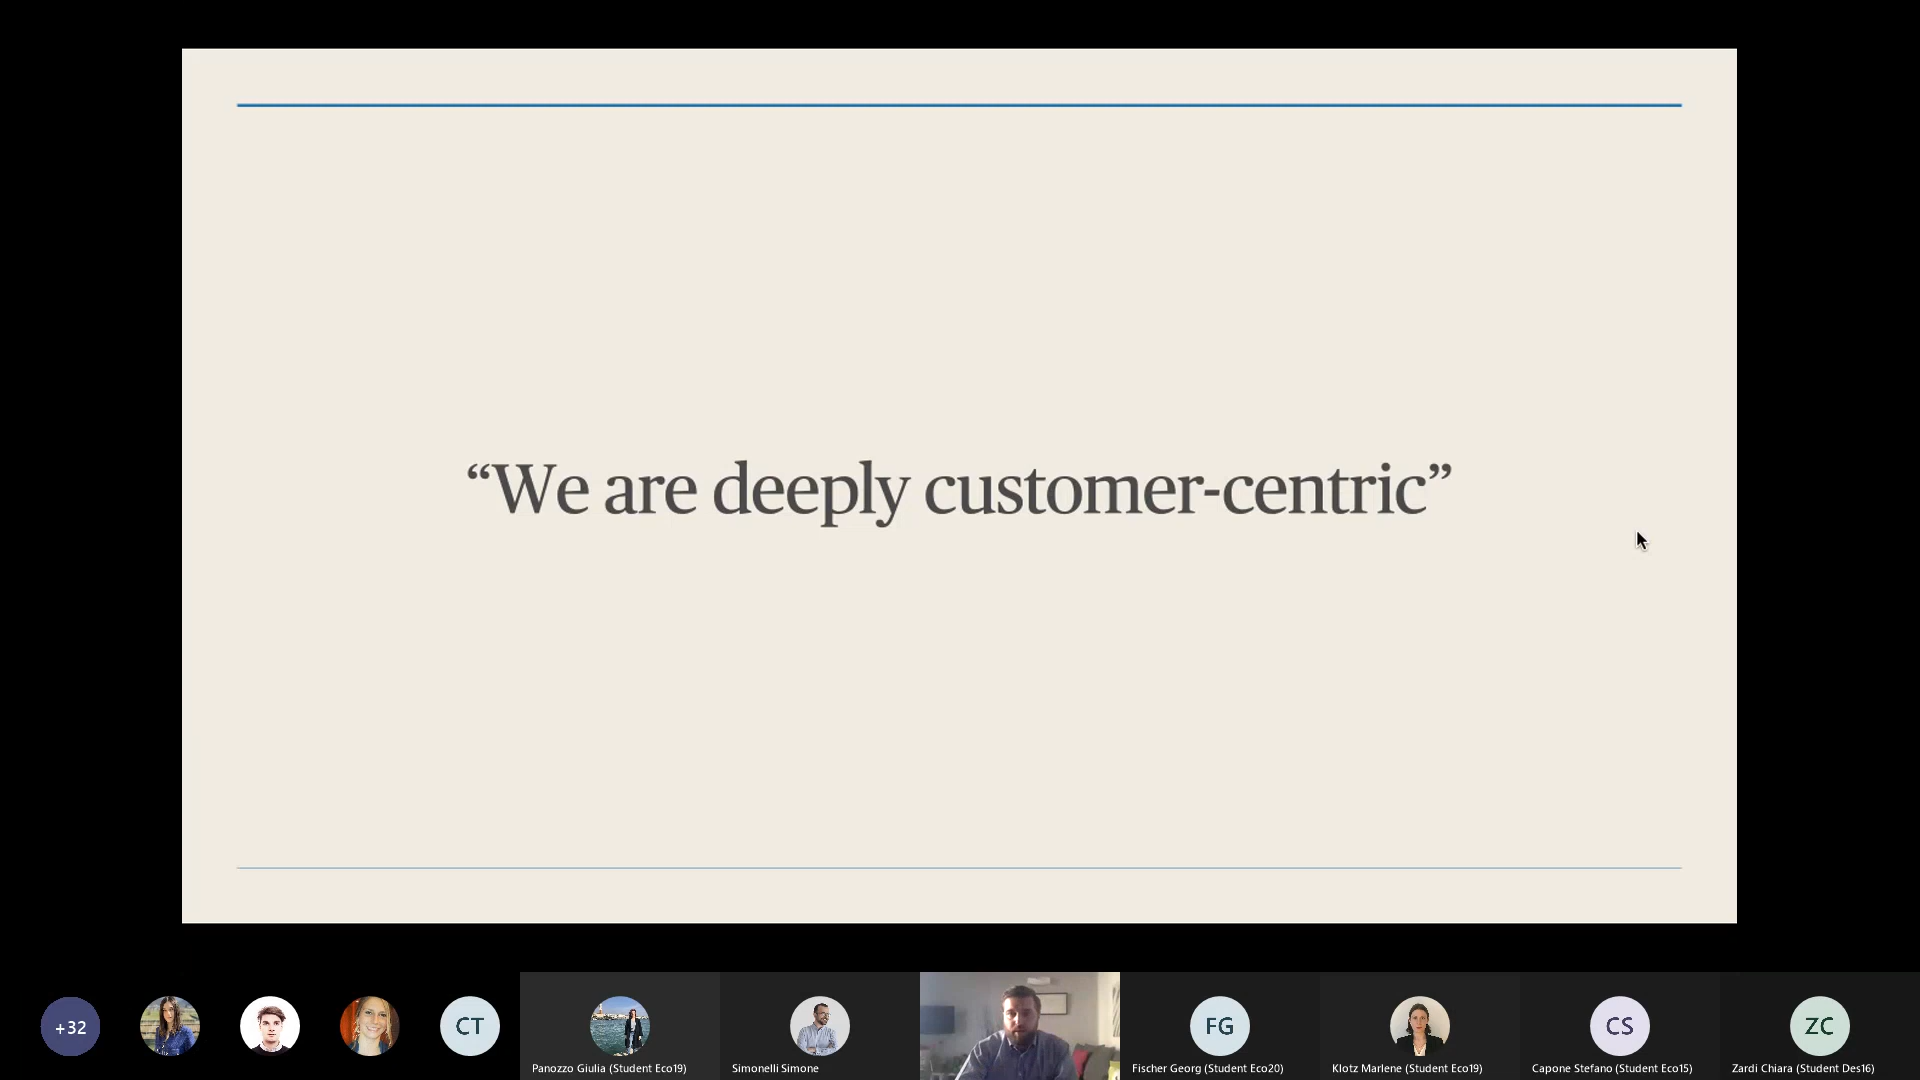 “We are deeply customer-centric”
+32
CT
Panozzo Giulia (Student Eco19)
Simonelli Simone
FG
Fischer Georg (Student Eco20)
Klotz Marlene (Student Eco19)
CS
Capone Stefano (Student Eco15)
ZC
Zardi Chiara (Student Des16)